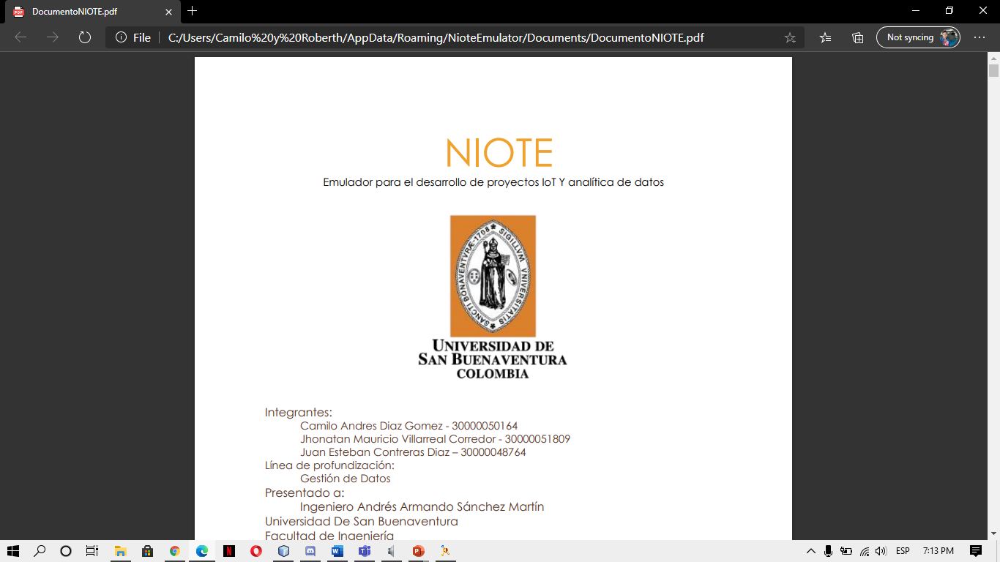 DocumentoNIOTE.pdf
File
C:/Users/Camilo%20y%20Roberth/AppData/Roaming/NioteEmulator/Documents/DocumentoNIOTE.pdf
Not syncing
NIOTE
Emulador para el desarrollo de proyectos IoT Y analítica de datos
SANCTI BONAVENTURÆ-1708 SIGILLVM VNIVERSITATIS
UNIVERSIDAD DE
SAN BUENAVENTURA
COLOMBIA
Integrantes:
Camilo Andres Diaz Gomez - 30000050164
Jhonatan Mauricio Villarreal Corredor - 30000051809
Juan Esteban Contreras Diaz – 30000048764
Línea de profundización:
Gestión de Datos
Presentado a:
Ingeniero Andrés Armando Sánchez Martín
Universidad De San Buenaventura
Facultad de Ingeniería
ESP
7:13 PM